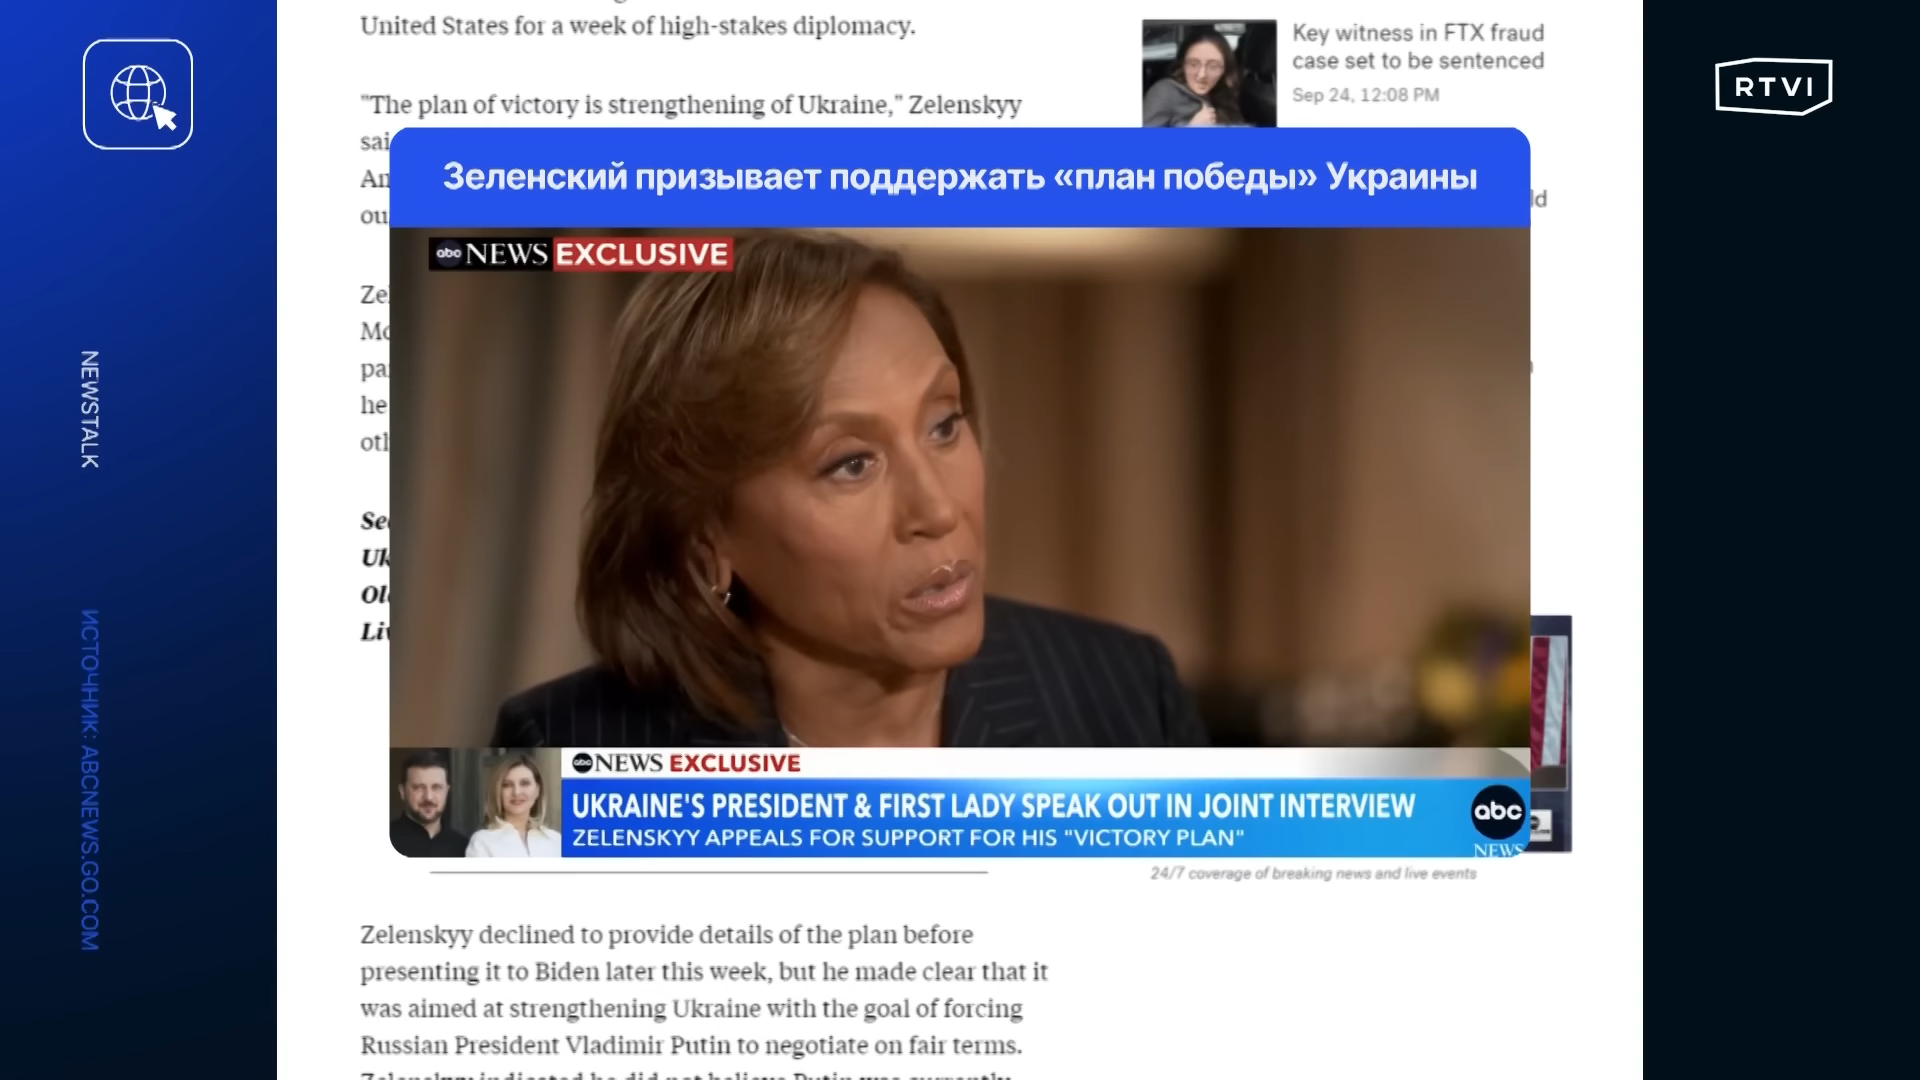 United States for a week of high-stakes diplomacy.
"The plan of victory is strengthening of Ukraine," Zelenskyy
Key witness in FTX fraud
case set to be sentenced
Sep 24, 12:08 PM
RTVI
Зеленский призывает поддержать «план победы» Украины
abc NEWS EXCLUSIVE
NEWSTALK
ИСТОЧНИК: ABCNEWS.GO.COM
abc NEWS EXCLUSIVE
UKRAINE'S PRESIDENT & FIRST LADY SPEAK OUT IN JOINT INTERVIEW
ZELENSKYY APPEALS FOR SUPPORT FOR HIS "VICTORY PLAN"
abc
NEWS
24/7 coverage of breaking news and live events
Zelenskyy declined to provide details of the plan before
presenting it to Biden later this week, but he made clear that it
was aimed at strengthening Ukraine with the goal of forcing
Russian President Vladimir Putin to negotiate on fair terms.